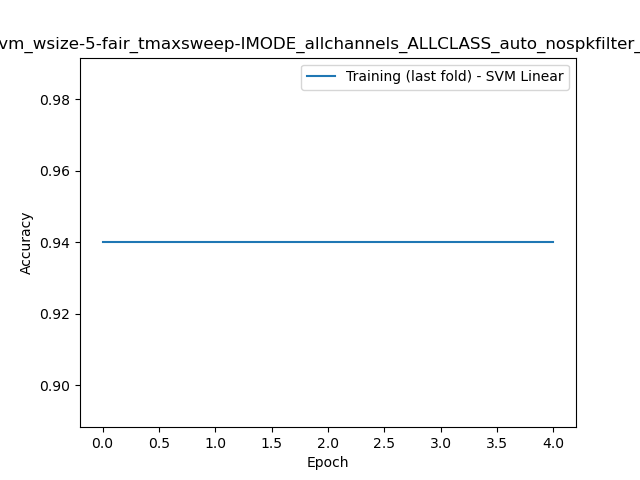 vm_wsize-5-fair_tmaxsweep-IMODE_allchannels_ALLCLASS_auto_nospkfilter_
Training (last fold) - SVM Linear
0.98
0.96
0.94
0.92
0.90
Accuracy
0.0 0.5 1.0 1.5 2.0 2.5 3.0 3.5 4.0
Epoch